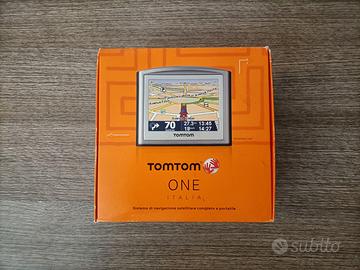 70
27.3
13:45
18
14:27
TOMTOM
TOMTOM
ONE
ITALIA
Sistema di navigazione satellitare completo e portatile
subito